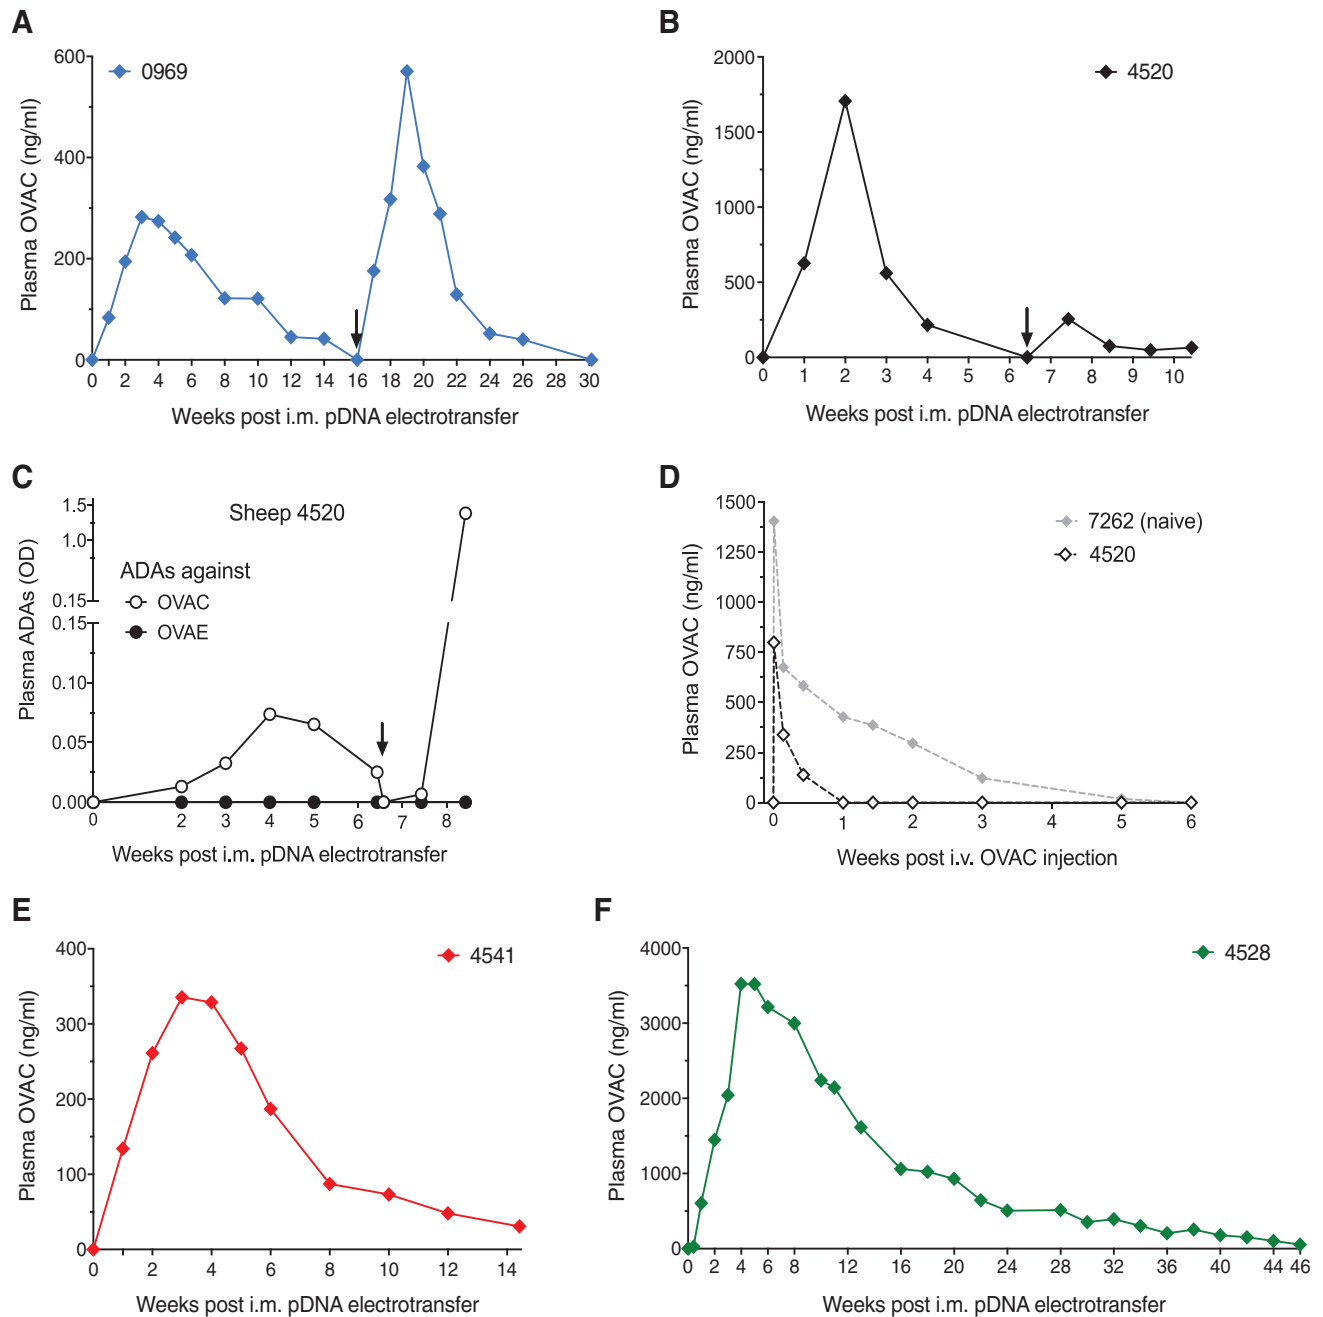 A
600
400
200
0
Plasma OVAC (ng/ml)
0969
0 2 4 6 8 10 12 14 16 18 20 22 24 26 28 30
Weeks post i.m. pDNA electrotransfer
B
2000
1500
1000
500
0
Plasma OVAC (ng/ml)
4520
0 1 2 3 4 5 6 7 8 9 10
Weeks post i.m. pDNA electrotransfer
C
1.5
1.0
0.15
0.15
0.10
0.05
0.00
Plasma ADAs (OD)
Sheep 4520
ADAs against
OVAC
OVAE
0 2 3 4 5 6 7 8
Weeks post i.m. pDNA electrotransfer
D
1500
1250
1000
750
500
250
0
Plasma OVAC (ng/ml)
7262 (naive)
4520
0 1 2 3 4 5 6
Weeks post i.v. OVAC injection
E
400
300
200
100
0
Plasma OVAC (ng/ml)
4541
0 2 4 6 8 10 12 14
Weeks post i.m. pDNA electrotransfer
F
4000
3000
2000
1000
0
Plasma OVAC (ng/ml)
4528
0 2 4 6 8 12 16 20 24 28 32 36 40 44 46
Weeks post i.m. pDNA electrotransfer